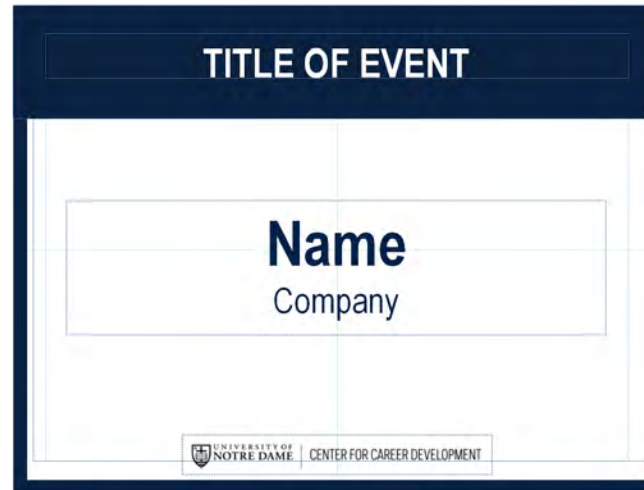 TITLE OF EVENT
Name
Company
UNIVERSITY OF
NOTRE DAME
CENTER FOR CAREER DEVELOPMENT